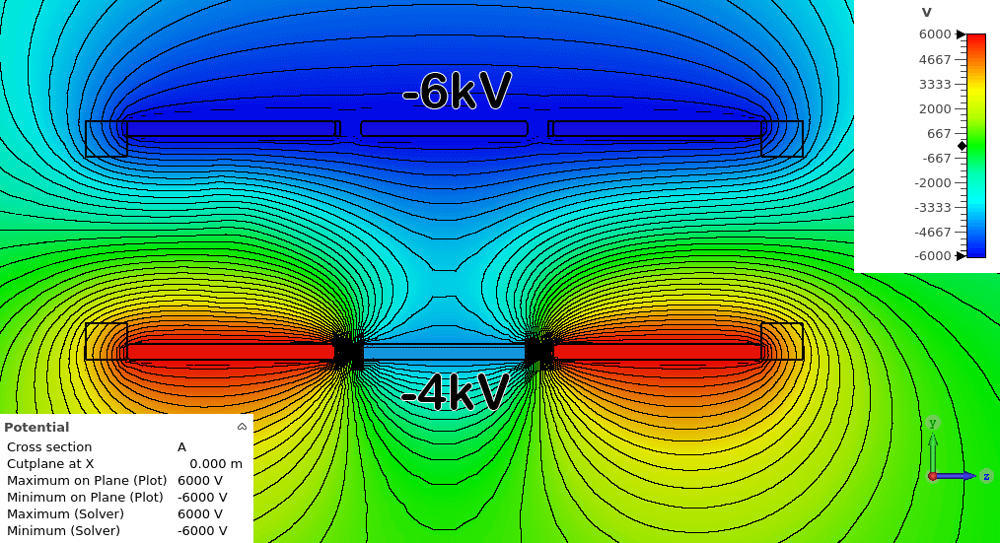 V
6000
4667
3333
2000
667
-667
-2000
-3333
-4667
-6000
-6kV
-4kV
Potential
Cross section A
Cutplane at X 0.000 m
Maximum on Plane (Plot) 6000 V
Minimum on Plane (Plot) -6000 V
Maximum (Solver) 6000 V
Minimum (Solver) -6000 V
y
z